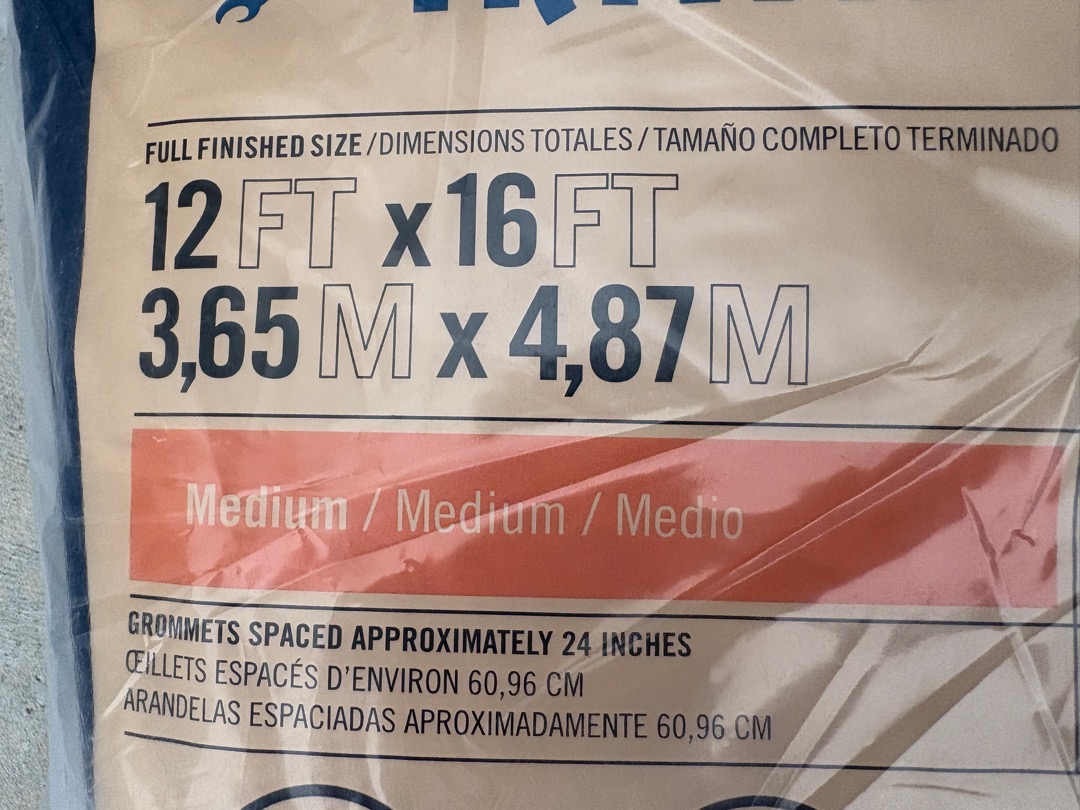 FULL FINISHED SIZE / DIMENSIONS TOTALES / TAMAÑO COMPLETO TERMINADO
12 FT x 16 FT
3,65 M x 4,87 M
Medium / Medium / Medio
GROMMETS SPACED APPROXIMATELY 24 INCHES
ŒILLETS ESPACÉS D'ENVIRON 60,96 CM
ARANDELAS ESPACIADAS APROXIMADAMENTE 60,96 CM